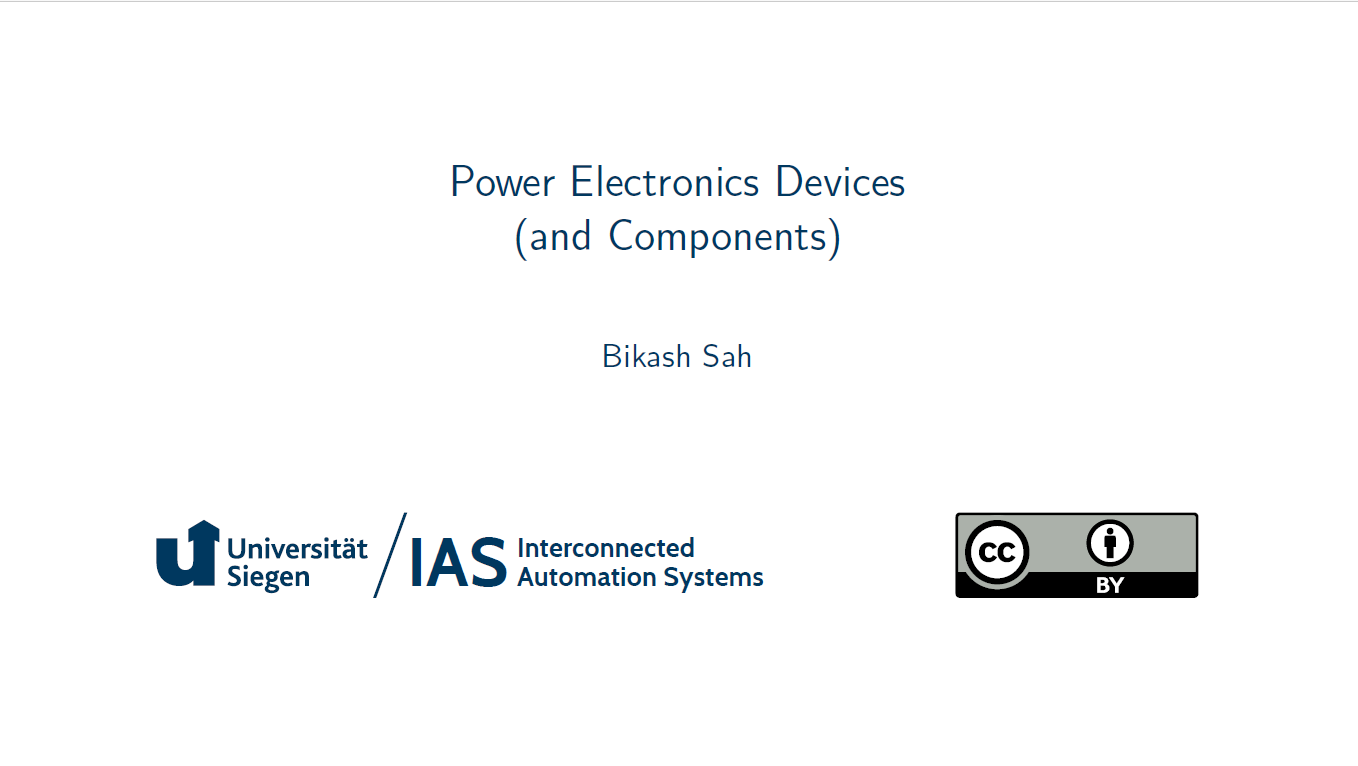 Power Electronics Devices
(and Components)
Bikash Sah
Universität
Siegen
IAS
Interconnected
Automation Systems
cc
BY